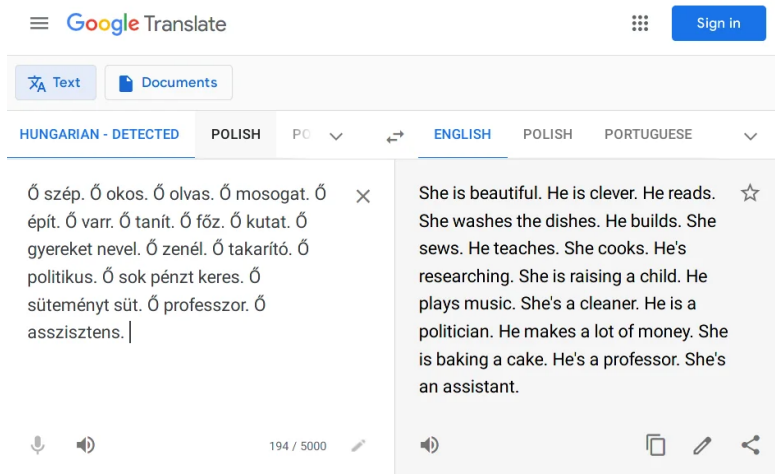 Google Translate
Sign in
Text
Documents
HUNGARIAN - DETECTED
POLISH
PO
ENGLISH
POLISH
PORTUGUESE
Ő szép. Ő okos. Ő olvas. Ő mosogat. Ő
épít. Ő varr. Ő tanít. Ő főz. Ő kutat. Ő
gyereket nevel. Ő zenél. Ő takarító. Ő
politikus. Ő sok pénzt keres. Ő
süteményt süt. Ő professzor. Ő
asszisztens.
She is beautiful. He is clever. He reads.
She washes the dishes. He builds. She
sews. He teaches. She cooks. He's
researching. She is raising a child. He
plays music. She's a cleaner. He is a
politician. He makes a lot of money. She
is baking a cake. He's a professor. She's
an assistant.
194 / 5000